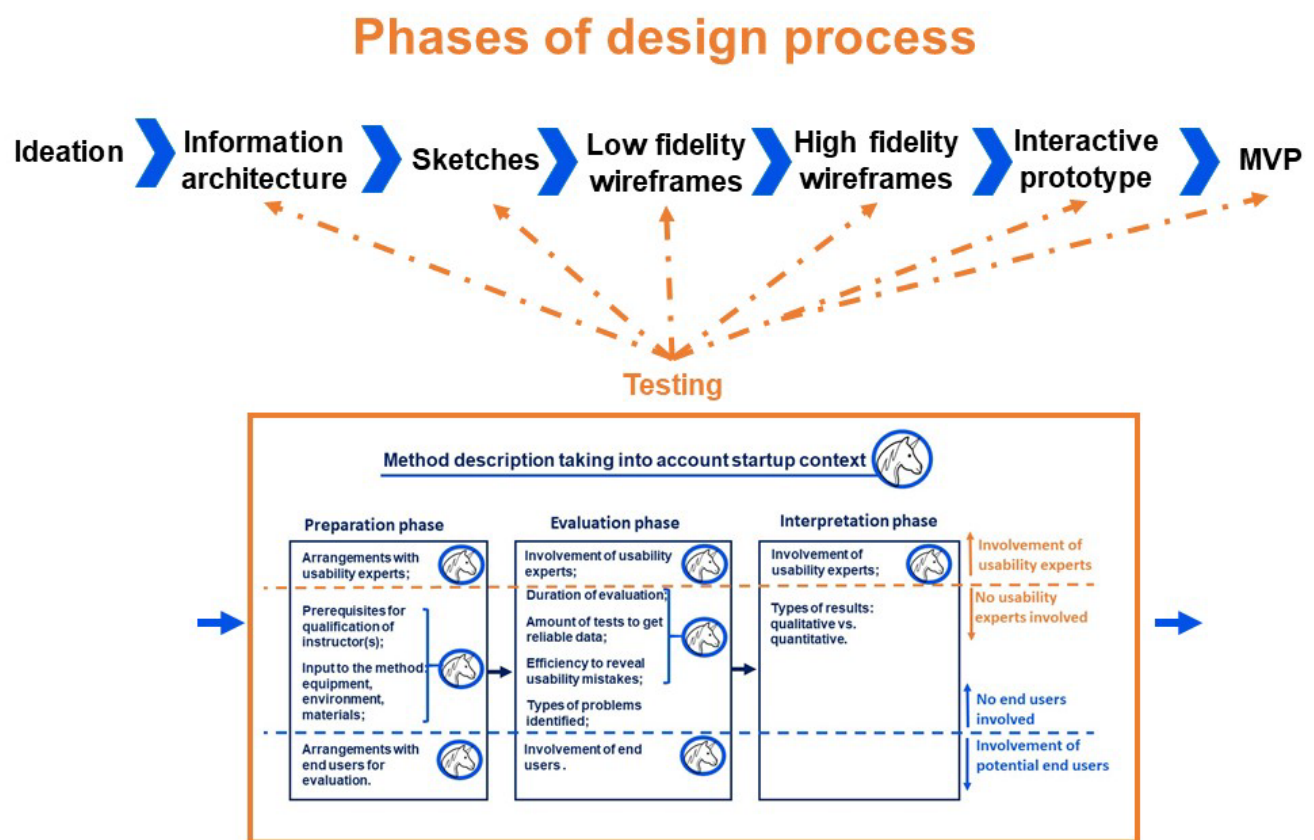 Phases of design process
Ideation
Information
architecture
Sketches
Low fidelity
wireframes
High fidelity
wireframes
Interactive
prototype
MVP
Testing
Method description taking into account startup context
Preparation phase
Arrangements with
usability experts;
Prerequisites for
qualification of
instructor(s);
Input to the method:
equipment,
environment,
materials;
Arrangements with
end users for
evaluation.
Evaluation phase
Involvement of usability
experts;
Duration of evaluation;
Amount of tests to get
reliable data;
Efficiency to reveal
usability mistakes;
Types of problems
identified;
Involvement of end
users .
Interpretation phase
Involvement of
usability experts;
Types of results:
qualitative vs.
quantitative.
Involvement of
usability experts
No usability
experts involved
No end users
involved
Involvement of
potential end users